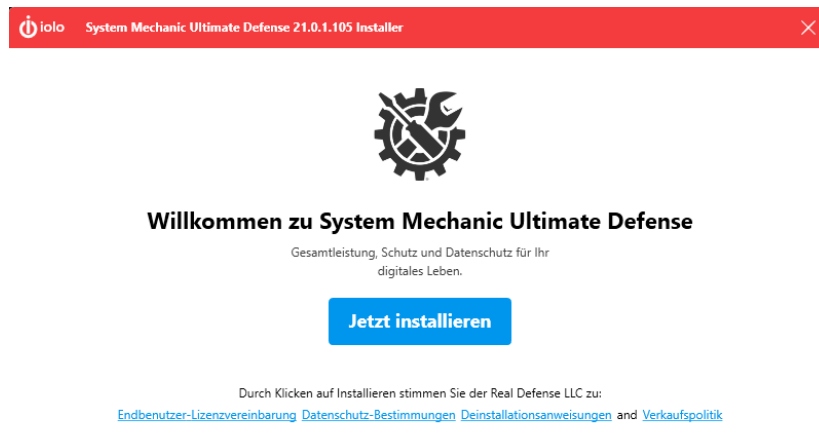 iolo System Mechanic Ultimate Defense 21.0.1.105 Installer
Willkommen zu System Mechanic Ultimate Defense
Gesamtleistung, Schutz und Datenschutz für Ihr
digitales Leben.
Jetzt installieren
Durch Klicken auf Installieren stimmen Sie der Real Defense LLC zu:
Endbenutzer-Lizenzvereinbarung Datenschutz-Bestimmungen Deinstallationsanweisungen and Verkaufspolitik